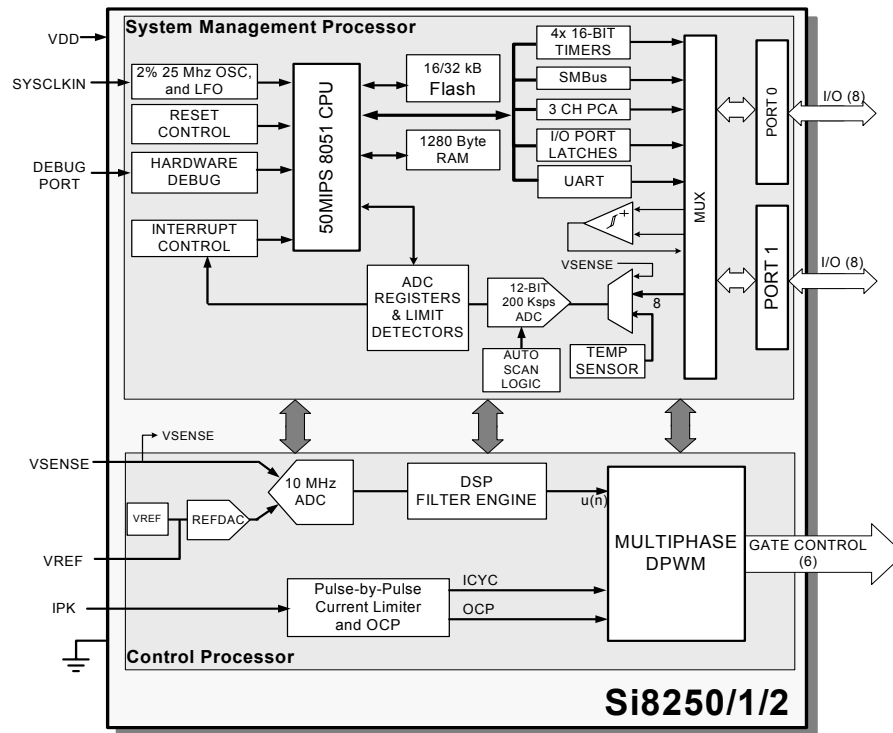 System Management Processor
VDD
SYSCLKIN
DEBUG
PORT
2% 25 Mhz OSC,
and LFO
RESET
CONTROL
HARDWARE
DEBUG
INTERRUPT
CONTROL
50MIPS 8051 CPU
16/32 kB
Flash
1280 Byte
RAM
4x 16-BIT
TIMERS
SMBus
3 CH PCA
I/O PORT
LATCHES
UART
+
MUX
PORT 0
I/O (8)
PORT 1
I/O (8)
VSENSE
8
ADC
REGISTERS
& LIMIT
DETECTORS
12-BIT
200 Ksps
ADC
AUTO
SCAN
LOGIC
TEMP
SENSOR
VSENSE
VSENSE
10 MHz
ADC
DSP
FILTER ENGINE
u(n)
VREF
REFDAC
VREF
MULTIPHASE
DPWM
GATE CONTROL
(6)
IPK
Pulse-by-Pulse
Current Limiter
and OCP
ICYC
OCP
Control Processor
Si8250/1/2